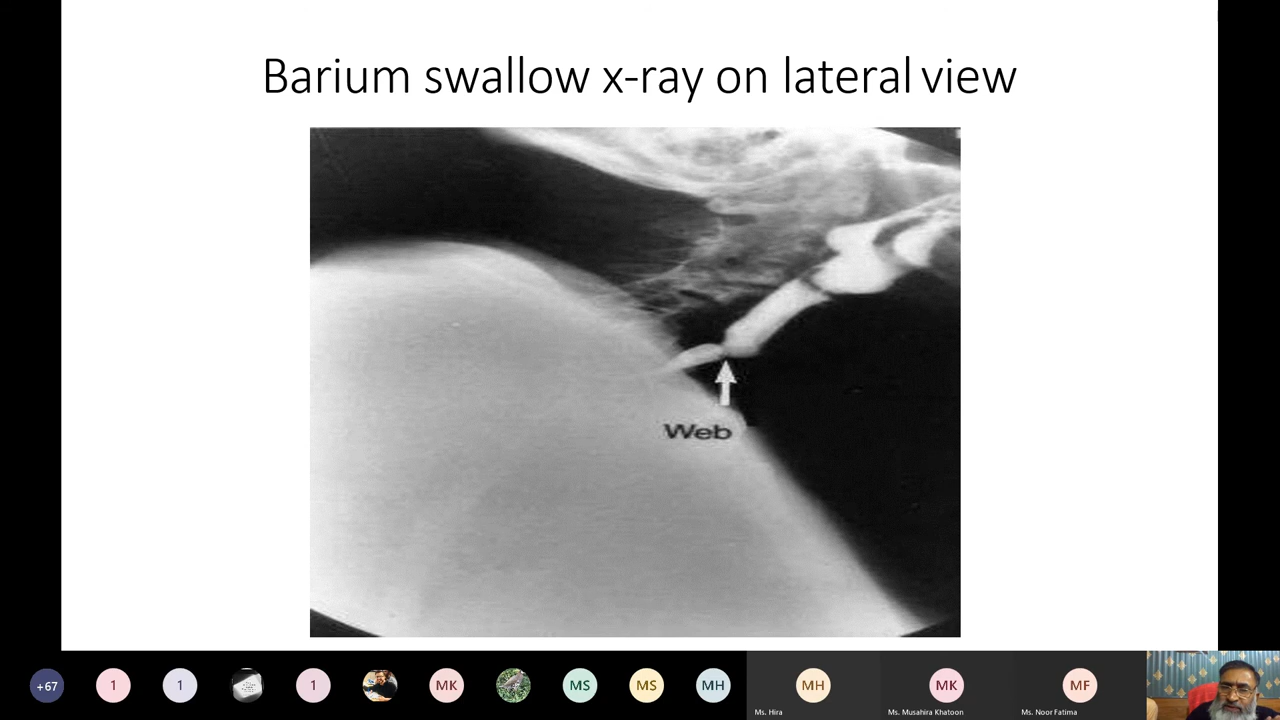 Barium swallow x-ray on lateral view
Web
+67
1
1
1
MK
MS
MS
MH
MH
MK
MF
Ms. Hira
Ms. Musahira Khatoon
Ms. Noor Fatima